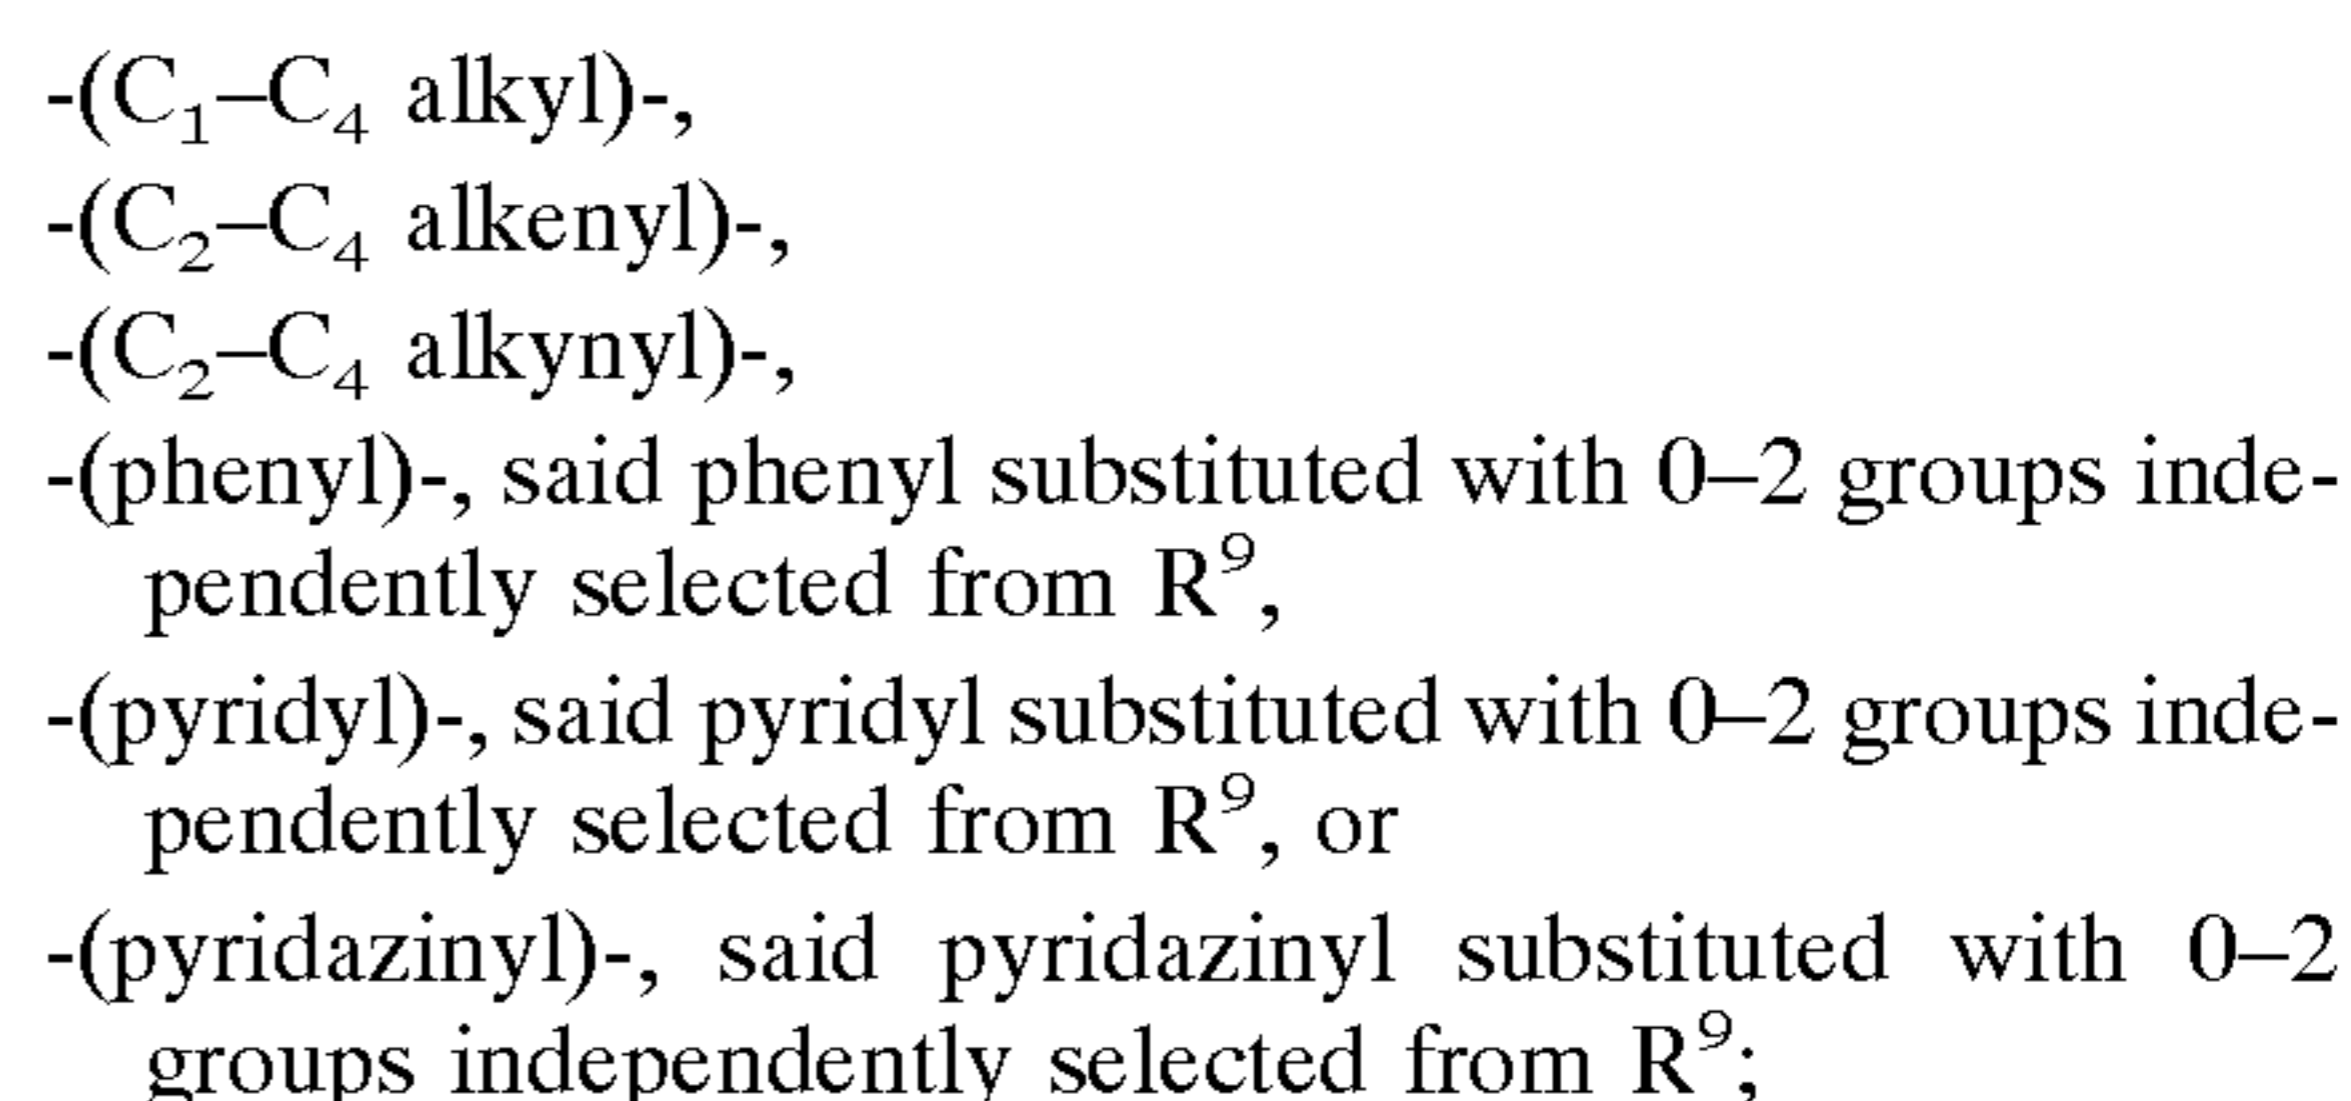 -(C₁–C₄ alkyl)-,
-(C₂–C₄ alkenyl)-,
-(C₂–C₄ alkynyl)-,
-(phenyl)-, said phenyl substituted with 0–2 groups inde-
pendently selected from R⁹,
-(pyridyl)-, said pyridyl substituted with 0–2 groups inde-
pendently selected from R⁹, or
-(pyridazinyl)-, said pyridazinyl substituted with 0–2
groups independently selected from R⁹;